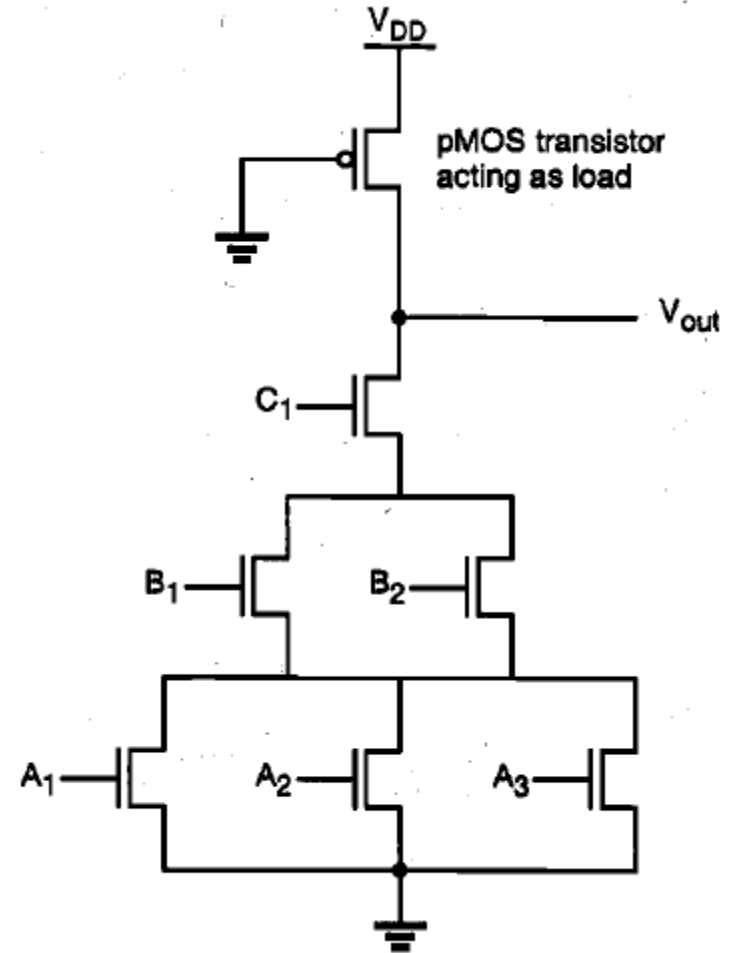 VDD
pMOS transistor
acting as load
Vout
C1
B1
B2
A1
A2
A3